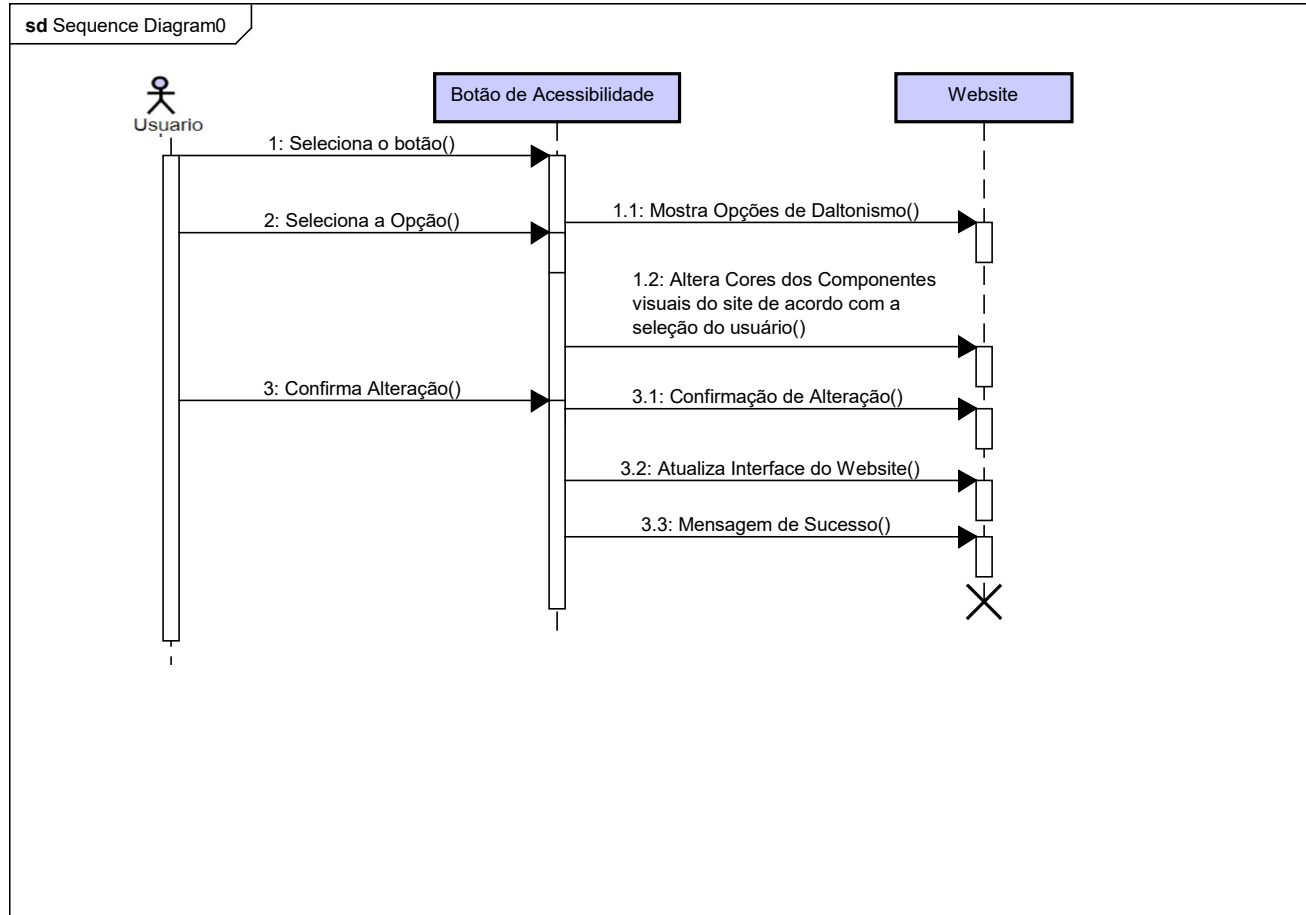 sd Sequence Diagram0
Usuario
Botão de Acessibilidade
Website
1: Seleciona o botão()
1.1: Mostra Opções de Daltonismo()
2: Seleciona a Opção()
1.2: Altera Cores dos Componentes
visuais do site de acordo com a
seleção do usuário()
3: Confirma Alteração()
3.1: Confirmação de Alteração()
3.2: Atualiza Interface do Website()
3.3: Mensagem de Sucesso()